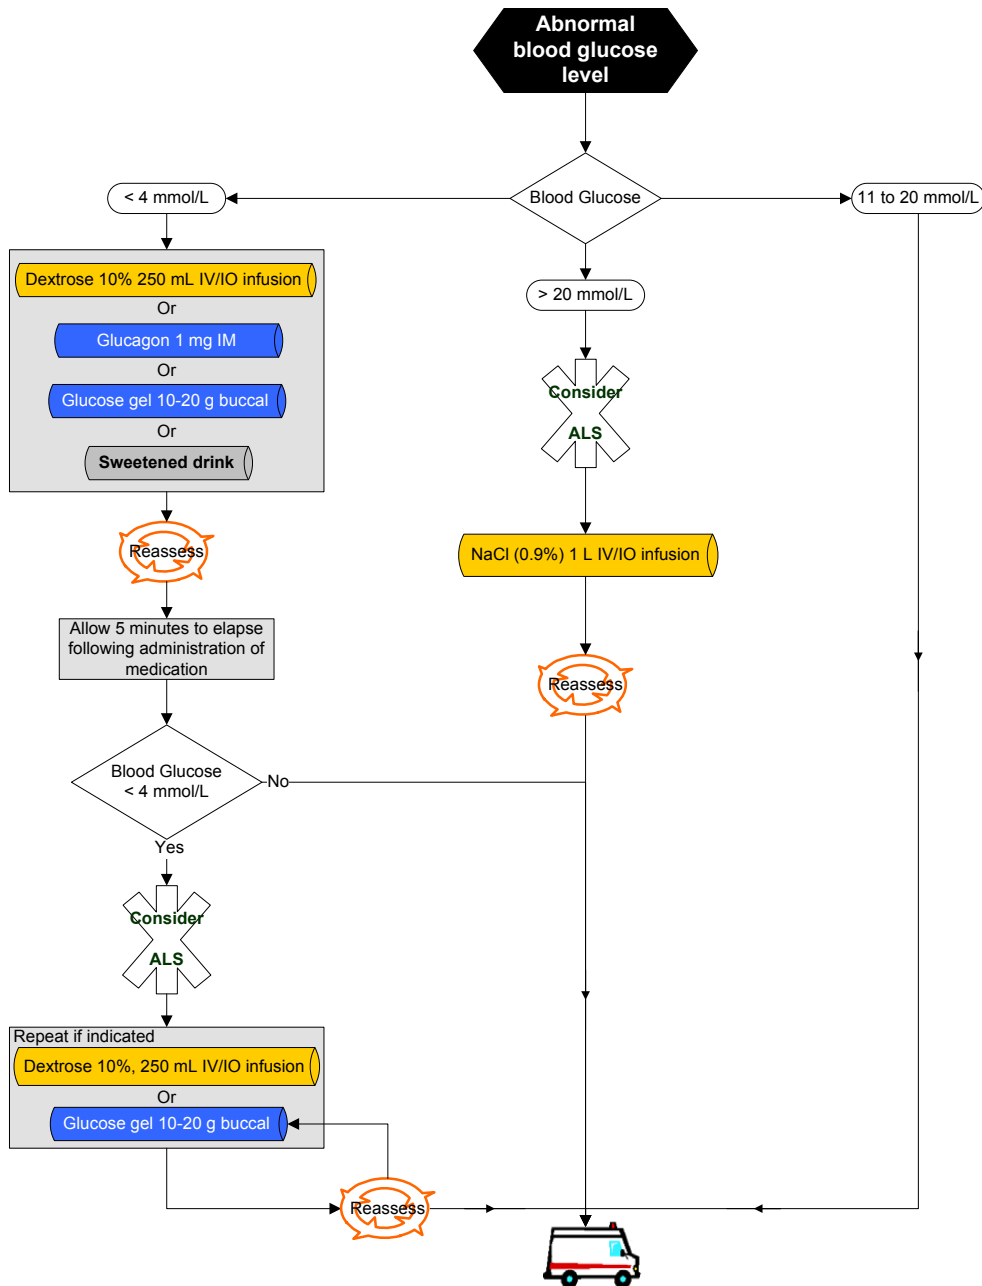 Abnormal
blood glucose
level
< 4 mmol/L
Blood Glucose
11 to 20 mmol/L
Dextrose 10% 250 mL IV/IO infusion
Or
Glucagon 1 mg IM
Or
Glucose gel 10-20 g buccal
Or
Sweetened drink
> 20 mmol/L
Consider
ALS
Reassess
NaCl (0.9%) 1 L IV/IO infusion
Allow 5 minutes to elapse
following administration of
medication
Reassess
Blood Glucose
< 4 mmol/L
No
Yes
Consider
ALS
Repeat if indicated
Dextrose 10%, 250 mL IV/IO infusion
Or
Glucose gel 10-20 g buccal
Reassess